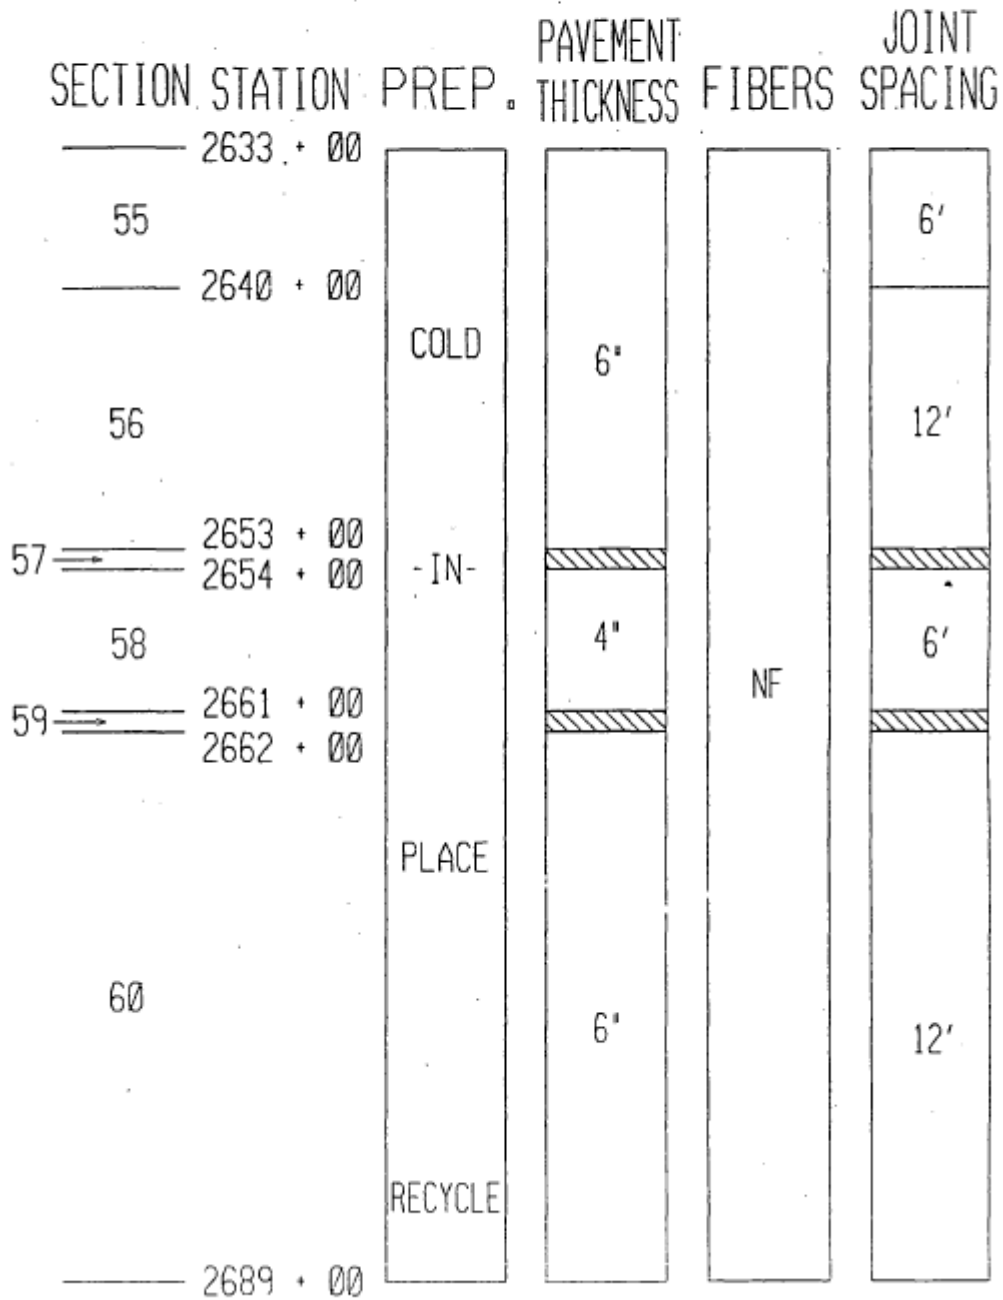 SECTION STATION PREP. PAVEMENT THICKNESS FIBERS JOINT SPACING
2633 + 00
55 6'
2640 + 00
COLD 6"
56 12'
2653 + 00
57 -IN-
2654 + 00
58 4" 6'
NF
2661 + 00
59
2662 + 00
PLACE
60
6" 12'
RECYCLE
2689 + 00